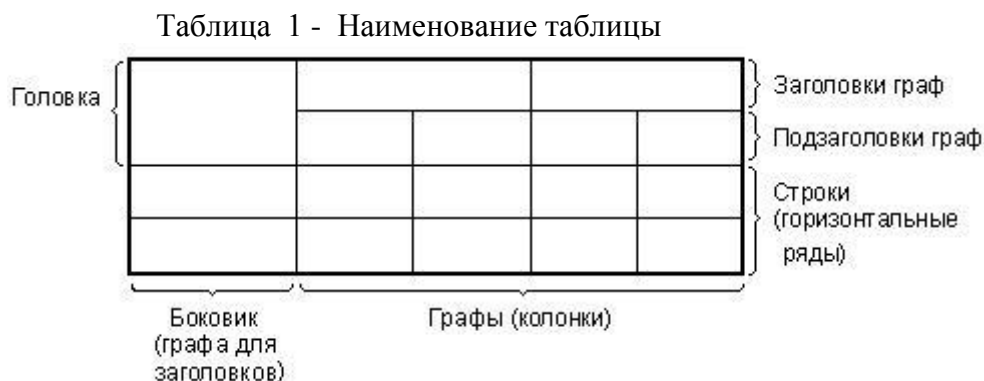 Таблица 1 - Наименование таблицы
Головка
Заголовки граф
Подзаголовки граф
Строки
(горизонтальные
ряды)
Боковик
(графа для
заголовков)
Графы (колонки)